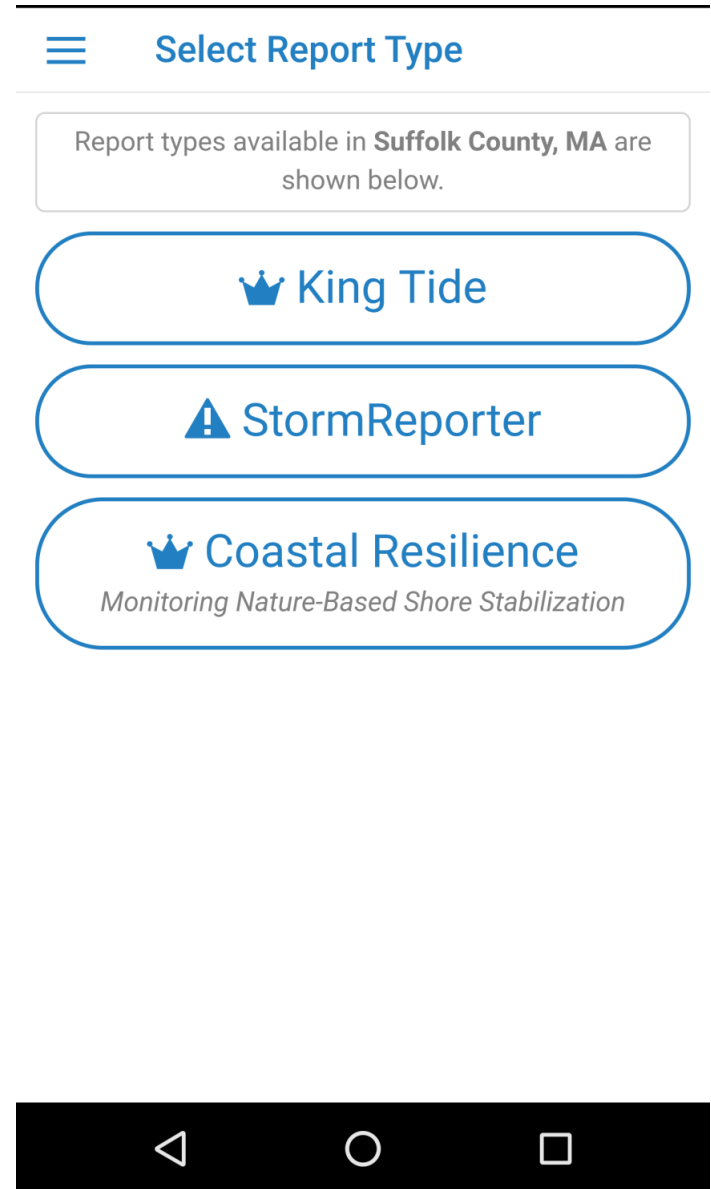 Select Report Type
Report types available in Suffolk County, MA are
shown below.
King Tide
StormReporter
Coastal Resilience
Monitoring Nature-Based Shore Stabilization